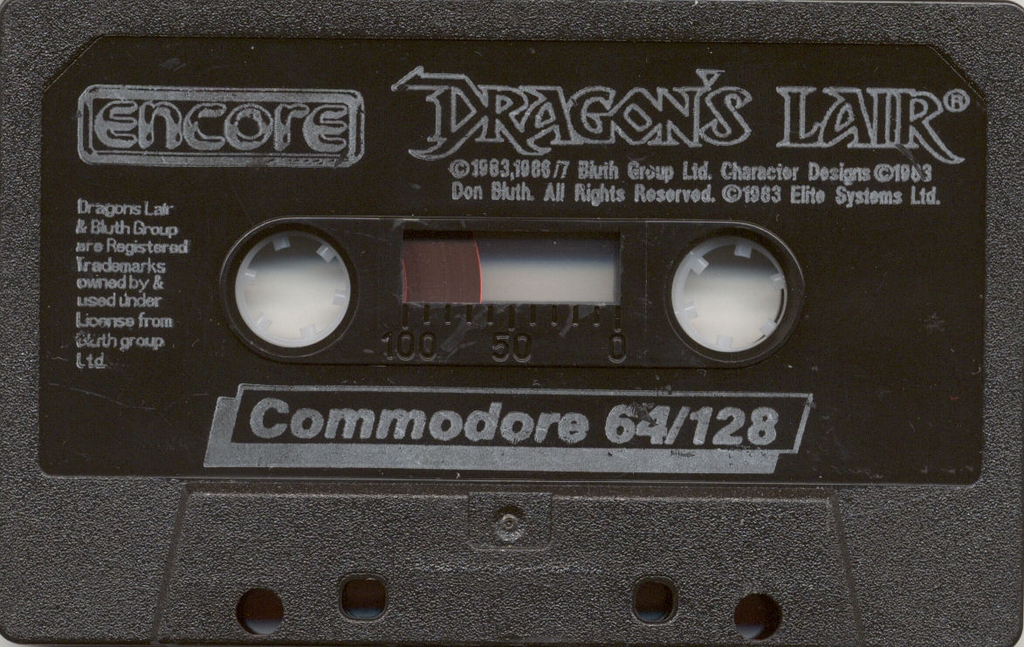 encore
DRAGON'S LAIR®
©1983,1986/7 Bluth Group Ltd. Character Designs ©1983
Don Bluth. All Rights Reserved. ©1983 Elite Systems Ltd.
Dragons Lair
& Bluth Group
are Registered
Trademarks
owned by &
used under
License from
Bluth group
Ltd.
100 50 0
Commodore 64/128